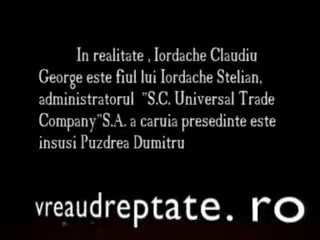 In realitate , Iordache Claudiu
George este fiul lui Iordache Stelian,
administratorul "S.C. Universal Trade
Company"S.A. a caruia presedinte este
insusi Puzdrea Dumitru
vreaudreptate. ro